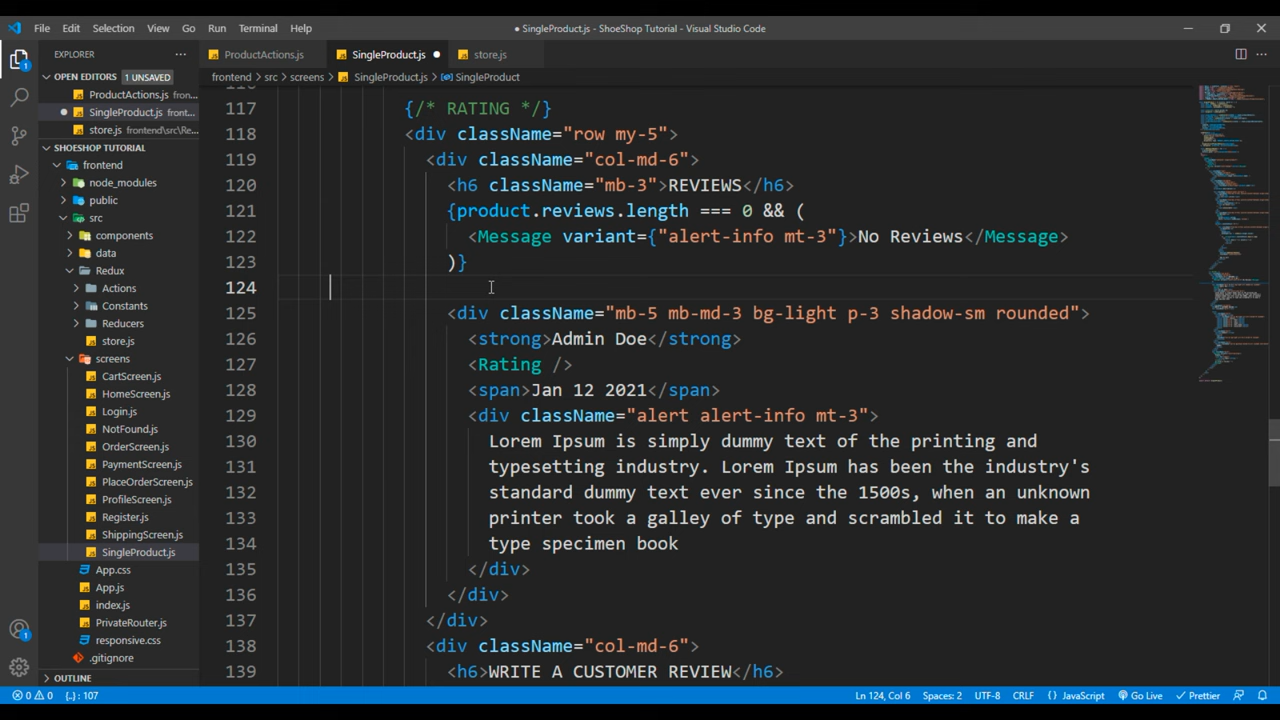 File Edit Selection View Go Run Terminal Help
● SingleProduct.js - ShoeShop Tutorial - Visual Studio Code
EXPLORER
ProductActions.js
SingleProduct.js
store.js
OPEN EDITORS 1 UNSAVED
frontend > src > screens > SingleProduct.js > SingleProduct
ProductActions.js fron...
SingleProduct.js front...
store.js frontend\src\Re...
SHOESHOP TUTORIAL
frontend
node_modules
public
src
components
data
Redux
Actions
Constants
Reducers
store.js
screens
CartScreen.js
HomeScreen.js
Login.js
NotFound.js
OrderScreen.js
PaymentScreen.js
PlaceOrderScreen.js
ProfileScreen.js
Register.js
ShippingScreen.js
SingleProduct.js
App.css
App.js
index.js
PrivateRouter.js
responsive.css
.gitignore
OUTLINE
117 {/* RATING */}
118 <div className="row my-5">
119 <div className="col-md-6">
120 <h6 className="mb-3">REVIEWS</h6>
121 {product.reviews.length === 0 && (
122 <Message variant={"alert-info mt-3"}>No Reviews</Message>
123 )}
124
125 <div className="mb-5 mb-md-3 bg-light p-3 shadow-sm rounded">
126 <strong>Admin Doe</strong>
127 <Rating />
128 <span>Jan 12 2021</span>
129 <div className="alert alert-info mt-3">
130 Lorem Ipsum is simply dummy text of the printing and
131 typesetting industry. Lorem Ipsum has been the industry's
132 standard dummy text ever since the 1500s, when an unknown
133 printer took a galley of type and scrambled it to make a
134 type specimen book
135 </div>
136 </div>
137 </div>
138 <div className="col-md-6">
139 <h6>WRITE A CUSTOMER REVIEW</h6>
0 0 {..} : 107
Ln 124, Col 6 Spaces: 2 UTF-8 CRLF {} JavaScript Go Live Prettier